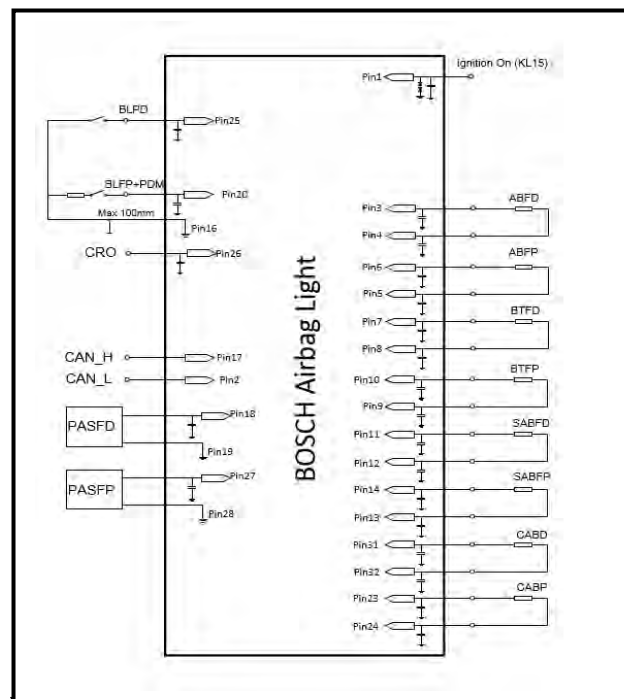 Ignition On (KL15)
Pin1
BLPD
Pin25
BLFP+PDM
Pin20
Max 100mm
Pin16
CRO
Pin26
CAN_H
Pin17
CAN_L
Pin2
PASFD
Pin18
Pin19
PASFP
Pin27
Pin28
BOSCH Airbag Light
Pin3
ABFD
Pin4
Pin6
ABFP
Pin5
Pin7
BTFD
Pin8
Pin10
BTFP
Pin9
Pin11
SABFD
Pin12
Pin14
SABFP
Pin13
Pin31
CABD
Pin32
Pin23
CABP
Pin24